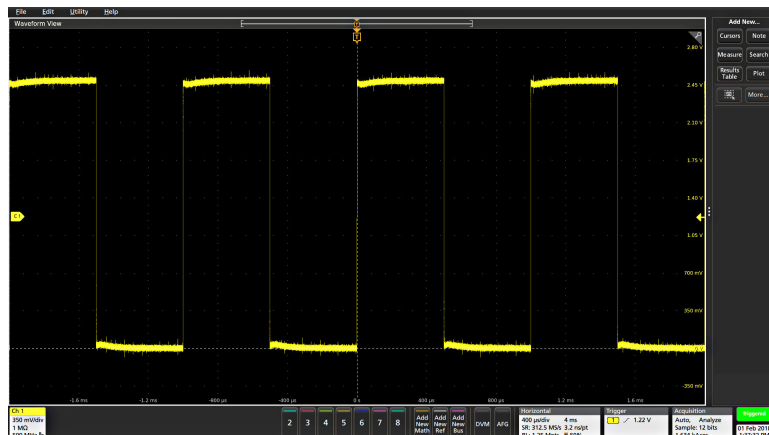 File Edit Utility Help
Waveform View
Add New...
Cursors Note
Measure Search
Results Table Plot
More...
T
2.80 V
2.45 V
2.10 V
1.75 V
1.40 V
C1
1.05 V
700 mV
350 mV
-350 mV
-1.6 ms -1.2 ms -800 µs -400 µs 0 s 400 µs 800 µs 1.2 ms 1.6 ms
Ch 1
350 mV/div
1 MΩ
500 MHz
2 3 4 5 6 7 8
Add New Math
Add New Ref
Add New Bus
DVM AFG
Horizontal
400 µs/div 4 ms
SR: 312.5 MS/s 3.2 ns/pt
Trigger
1 1.22 V
Acquisition
Auto, Analyze
Sample: 12 bits
Triggered